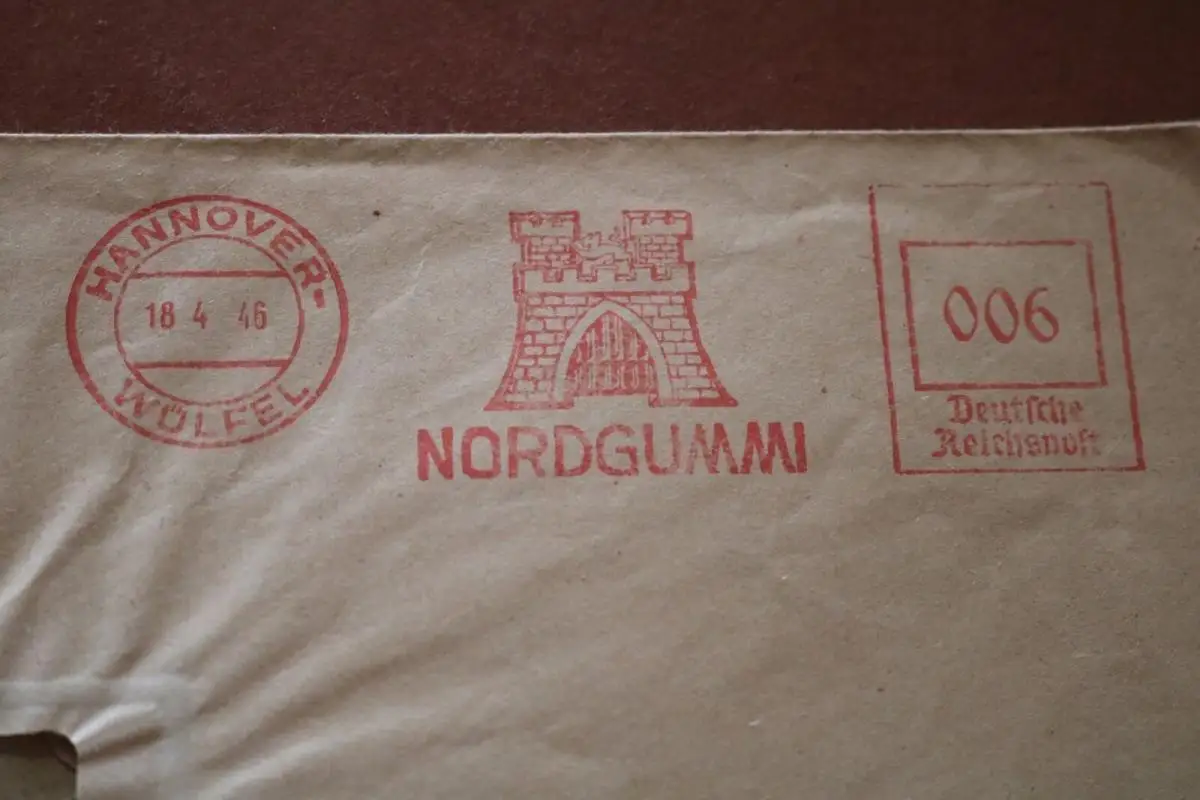 HANNOVER-
18 4 46
WÜLFEL
NORDGUMMI
006
Deutsche
Reichspost